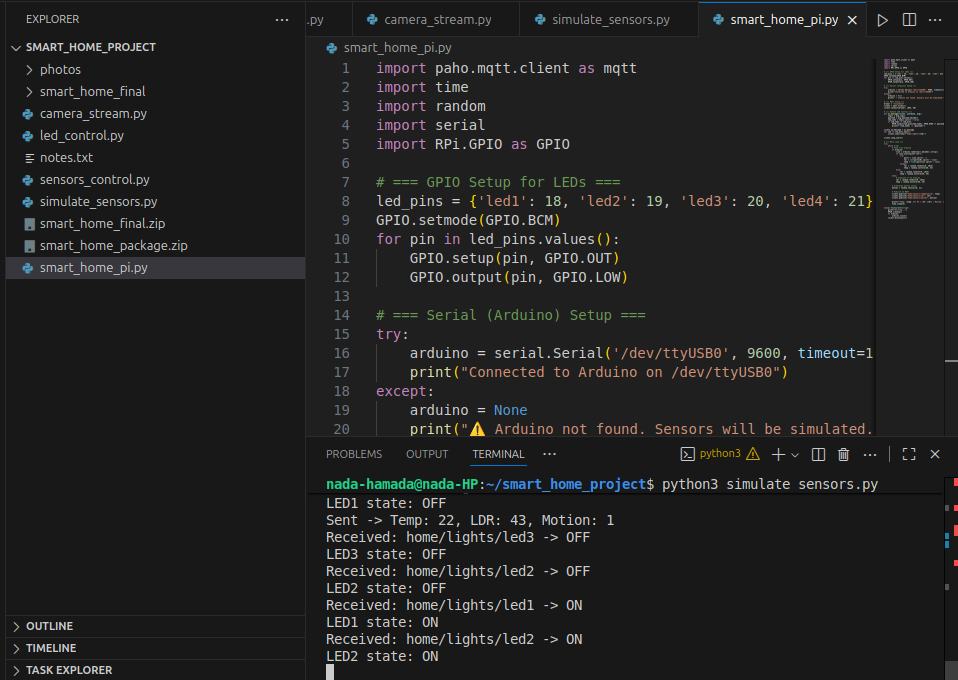 EXPLORER
SMART_HOME_PROJECT
photos
smart_home_final
camera_stream.py
led_control.py
notes.txt
sensors_control.py
simulate_sensors.py
smart_home_final.zip
smart_home_package.zip
smart_home_pi.py
OUTLINE
TIMELINE
TASK EXPLORER
.py camera_stream.py simulate_sensors.py smart_home_pi.py
smart_home_pi.py
1 import paho.mqtt.client as mqtt
2 import time
3 import random
4 import serial
5 import RPi.GPIO as GPIO
6
7 # === GPIO Setup for LEDs ===
8 led_pins = {'led1': 18, 'led2': 19, 'led3': 20, 'led4': 21}
9 GPIO.setmode(GPIO.BCM)
10 for pin in led_pins.values():
11 GPIO.setup(pin, GPIO.OUT)
12 GPIO.output(pin, GPIO.LOW)
13
14 # === Serial (Arduino) Setup ===
15 try:
16 arduino = serial.Serial('/dev/ttyUSB0', 9600, timeout=1
17 print("Connected to Arduino on /dev/ttyUSB0")
18 except:
19 arduino = None
20 print("⚠️ Arduino not found. Sensors will be simulated.
PROBLEMS OUTPUT TERMINAL python3
nada-hamada@nada-HP:~/smart_home_project$ python3 simulate sensors.py
LED1 state: OFF
Sent -> Temp: 22, LDR: 43, Motion: 1
Received: home/lights/led3 -> OFF
LED3 state: OFF
Received: home/lights/led2 -> OFF
LED2 state: OFF
Received: home/lights/led1 -> ON
LED1 state: ON
Received: home/lights/led2 -> ON
LED2 state: ON